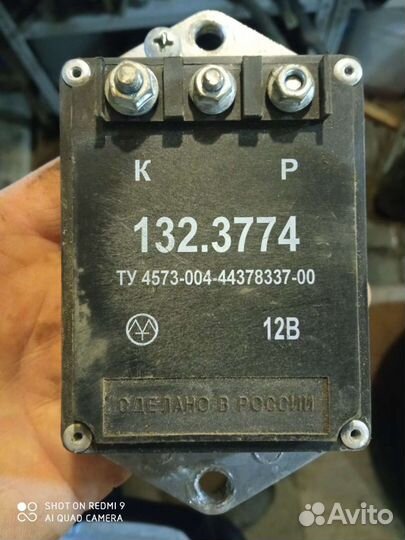 К Р
132.3774
ТУ 4573-004-44378337-00
12В
СДЕЛАНО В РОССИИ
SHOT ON REDMI 9
AI QUAD CAMERA
Avito